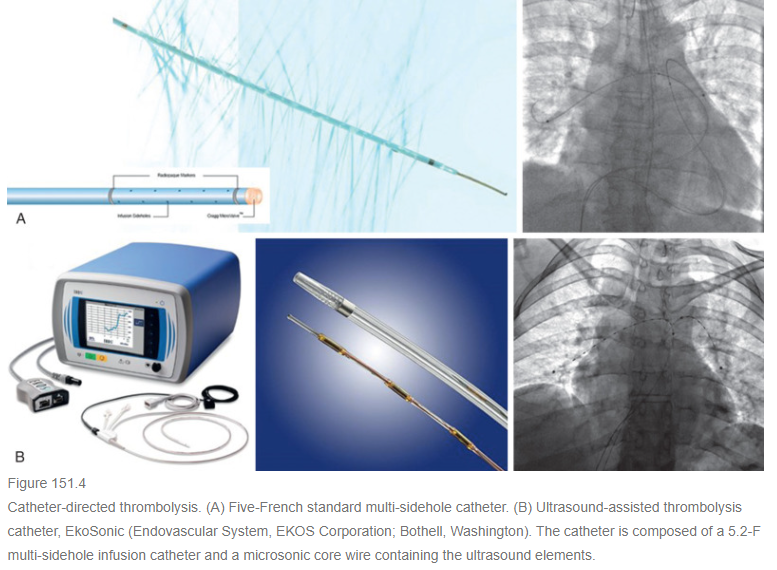 Radiopaque Markers
Infusion Sideholes
A
B
Figure 151.4
Catheter-directed thrombolysis. (A) Five-French standard multi-sidehole catheter. (B) Ultrasound-assisted thrombolysis
catheter, EkoSonic (Endovascular System, EKOS Corporation; Bothell, Washington). The catheter is composed of a 5.2-F
multi-sidehole infusion catheter and a microsonic core wire containing the ultrasound elements.